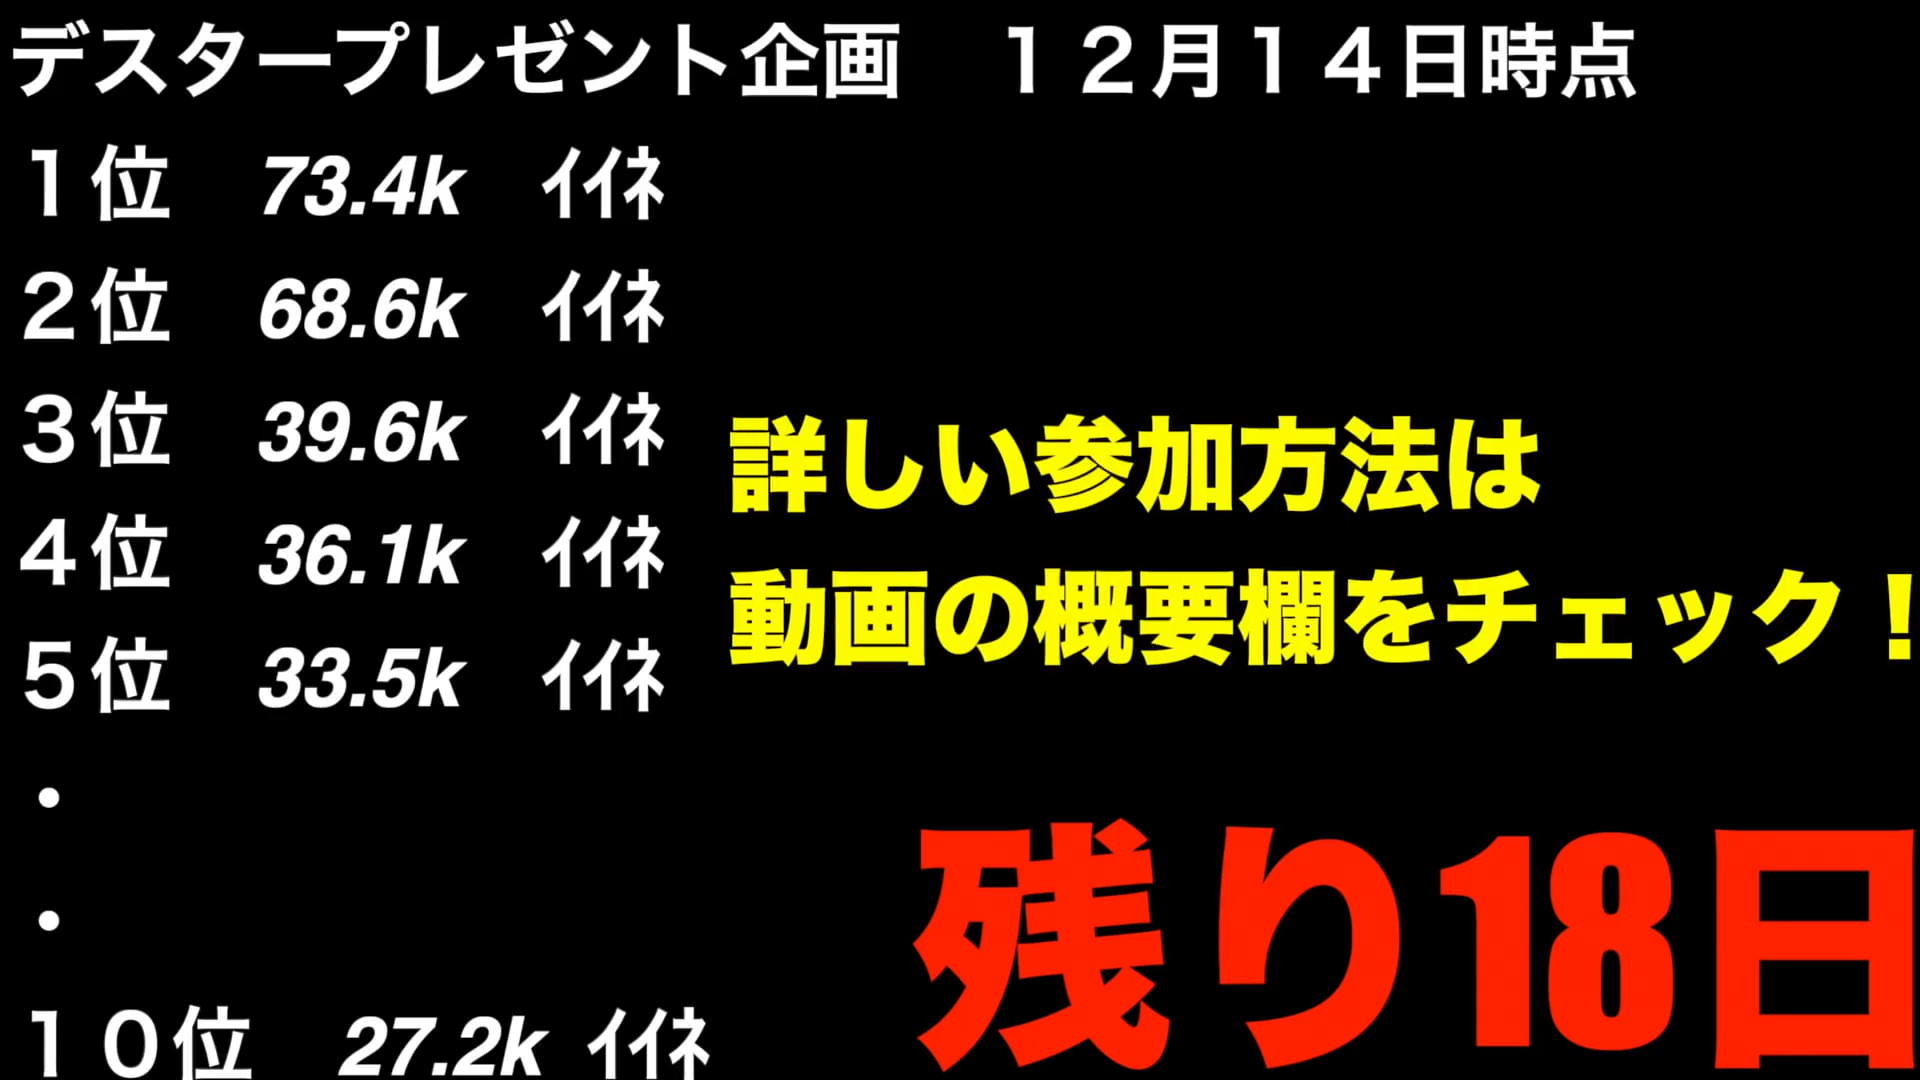 デスタープレゼント企画　１２月１４日時点
１位　73.4k　ｲｲﾈ
２位　68.6k　ｲｲﾈ
３位　39.6k　ｲｲﾈ
詳しい参加方法は
４位　36.1k　ｲｲﾈ
動画の概要欄をチェック！
５位　33.5k　ｲｲﾈ
・
・
残り18日
１０位　27.2k ｲｲﾈ